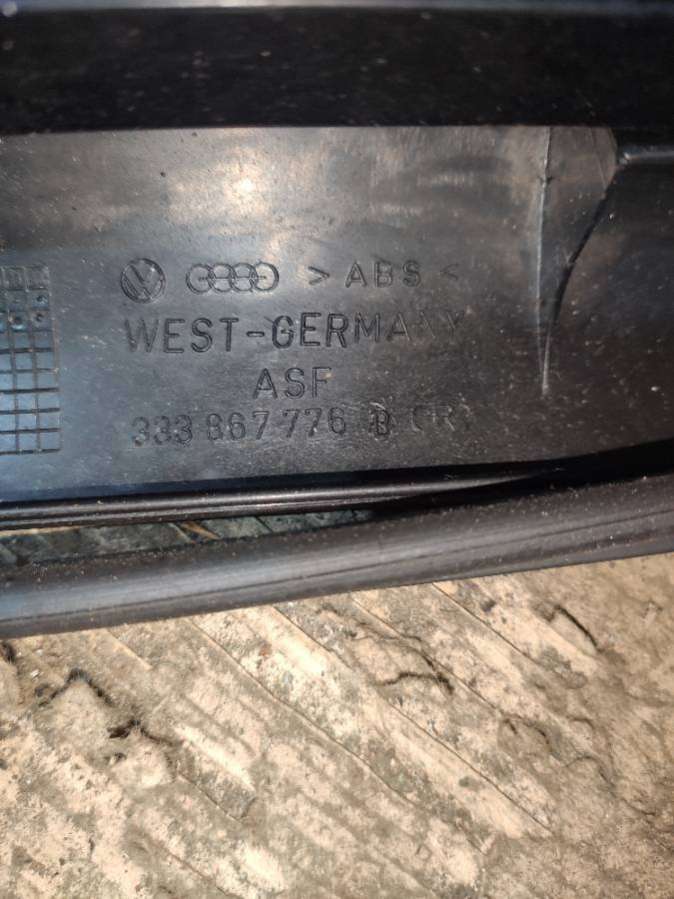 > ABS <
WEST-GERMANY
ASF
333 867 776 B